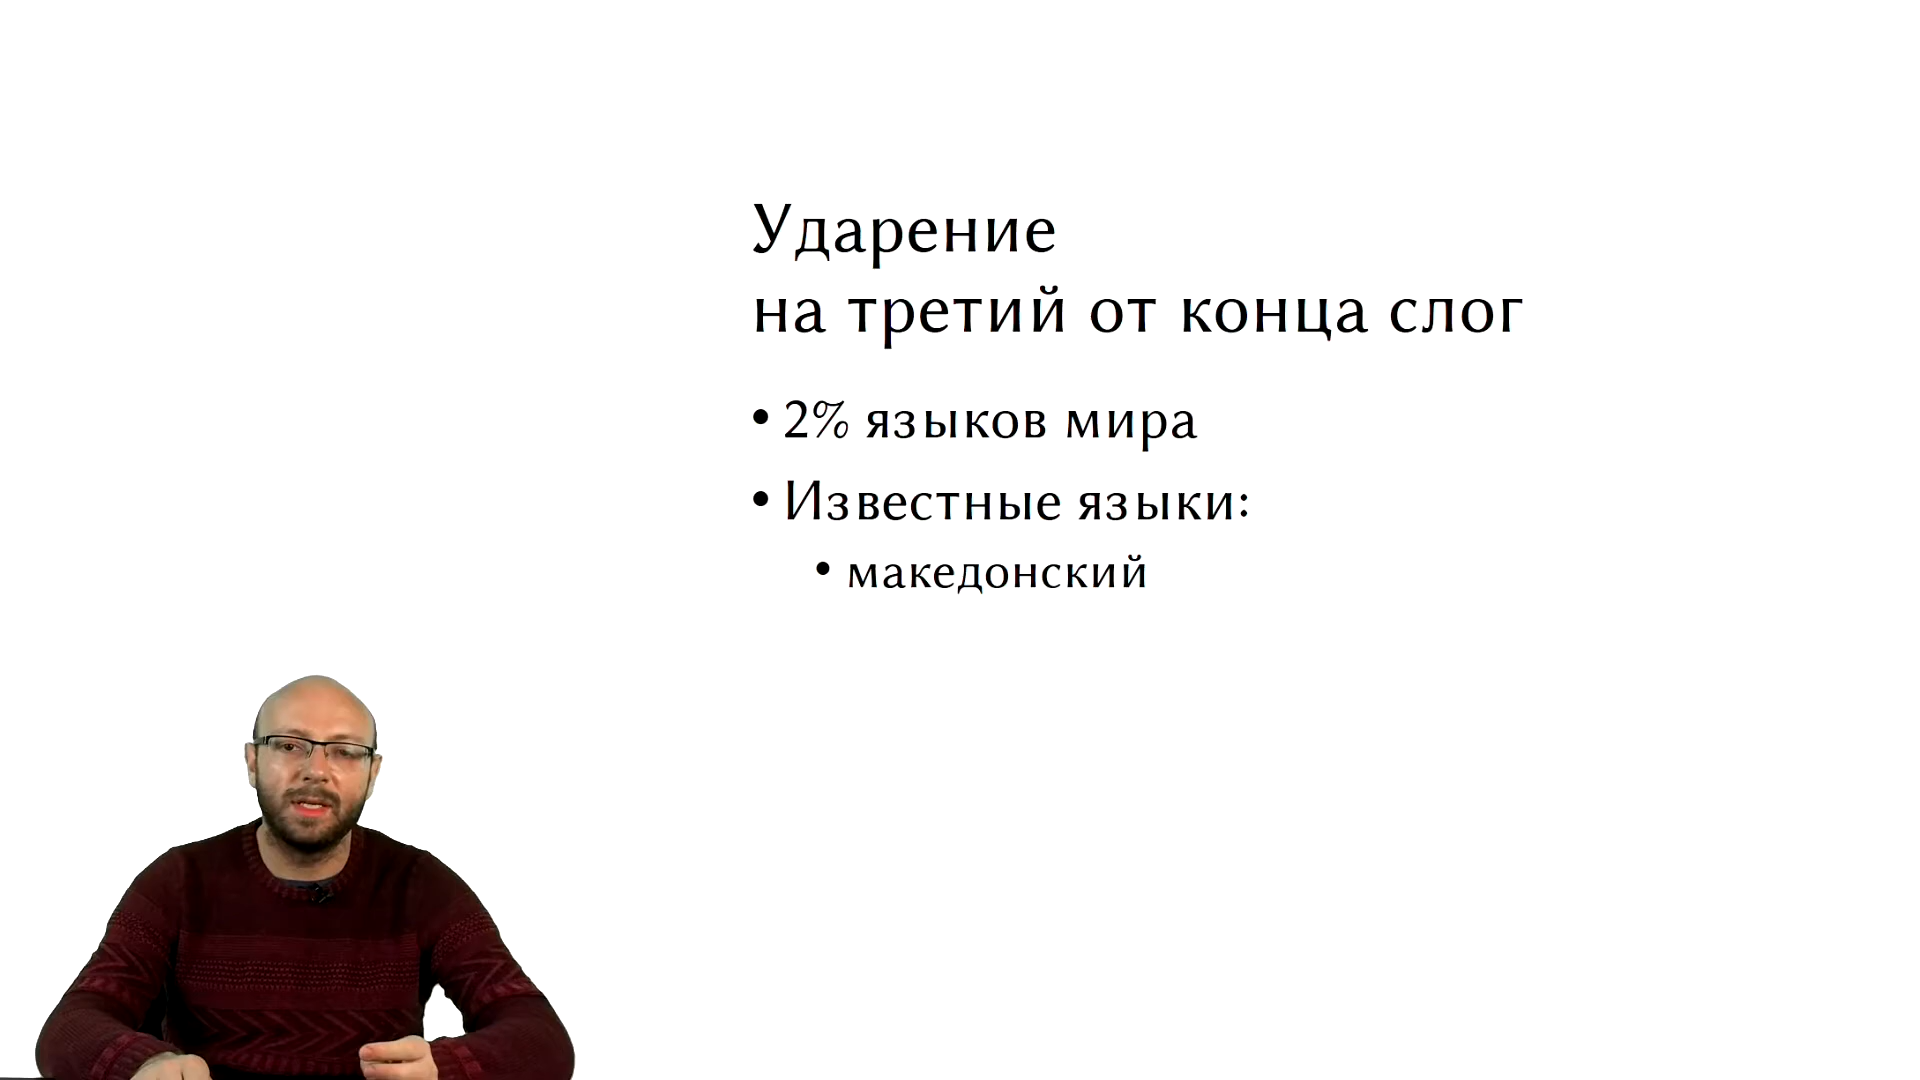 Ударение
на третий от конца слог
• 2% языков мира
• Известные языки:
• македонский